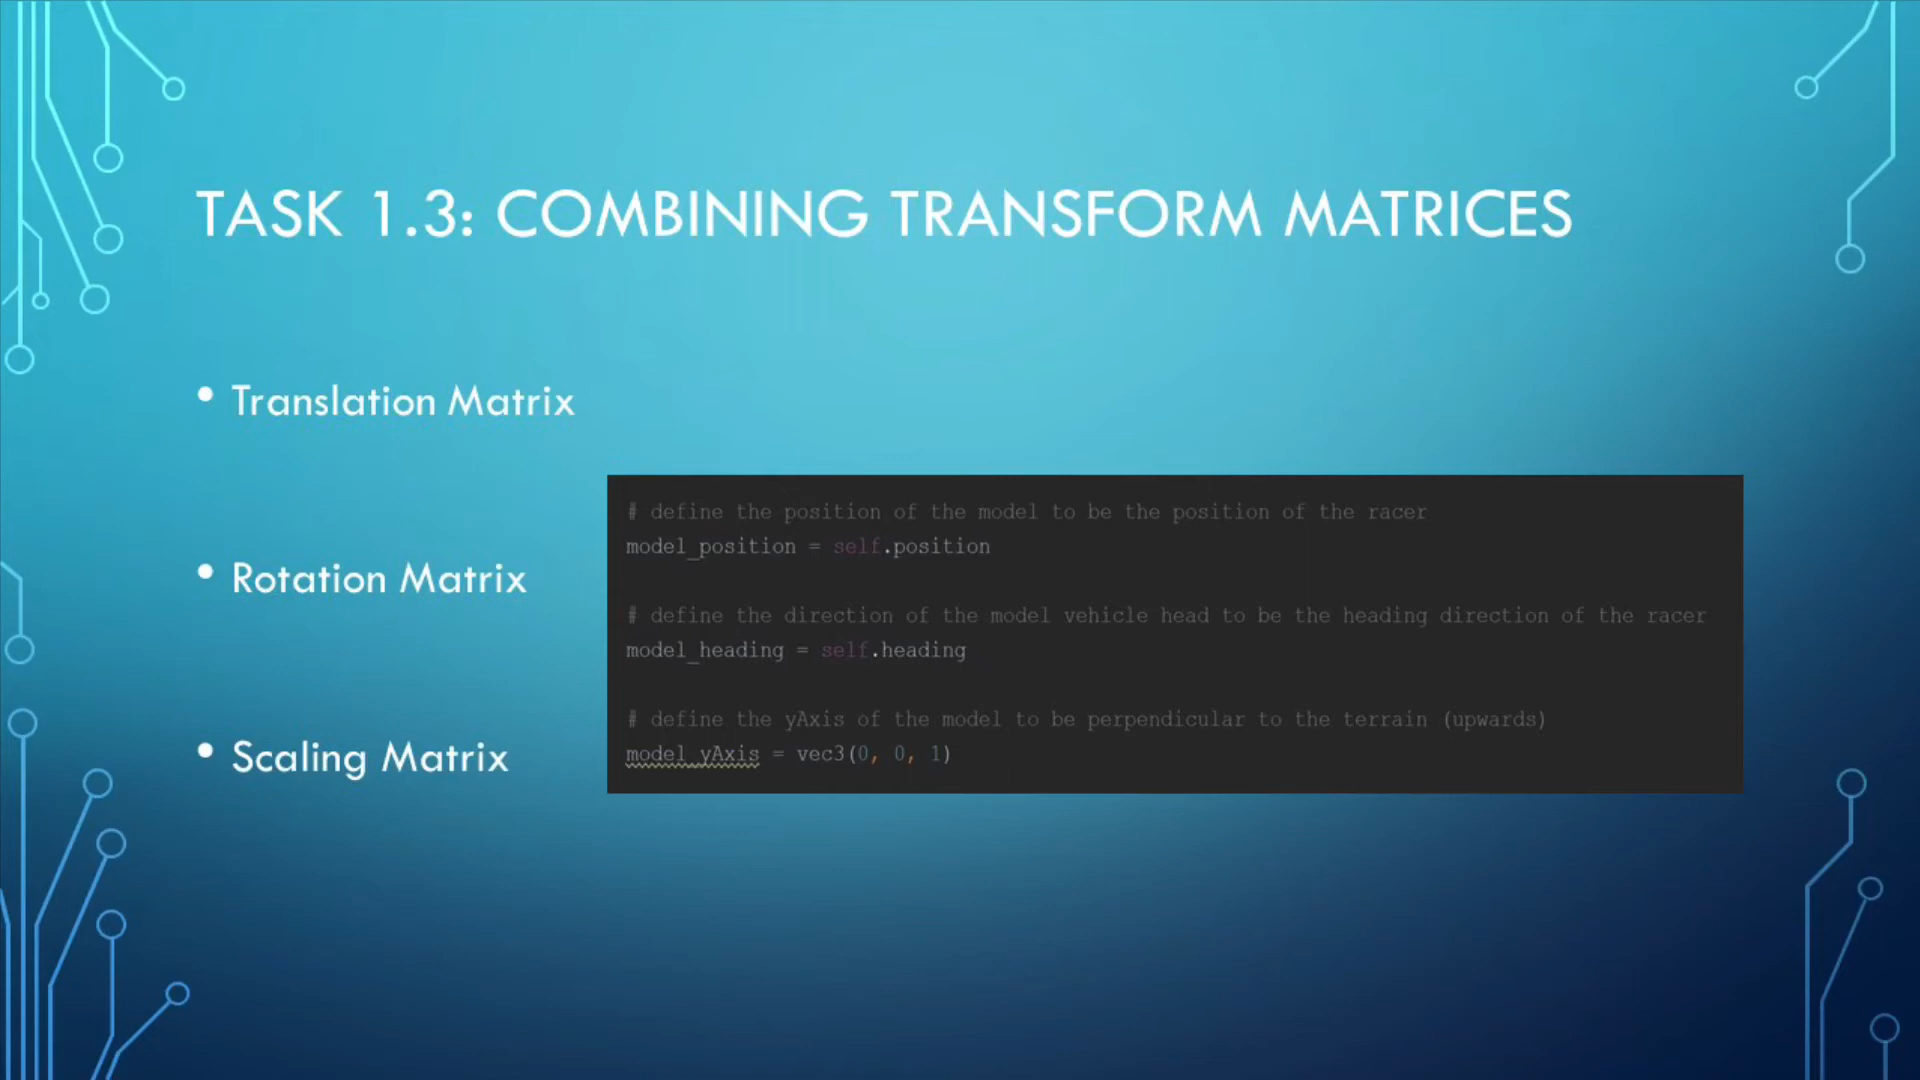 TASK 1.3: COMBINING TRANSFORM MATRICES
• Translation Matrix
• Rotation Matrix
• Scaling Matrix
# define the position of the model to be the position of the racer
model_position = self.position
# define the direction of the model vehicle head to be the heading direction of the racer
model_heading = self.heading
# define the yAxis of the model to be perpendicular to the terrain (upwards)
model_yAxis = vec3(0, 0, 1)